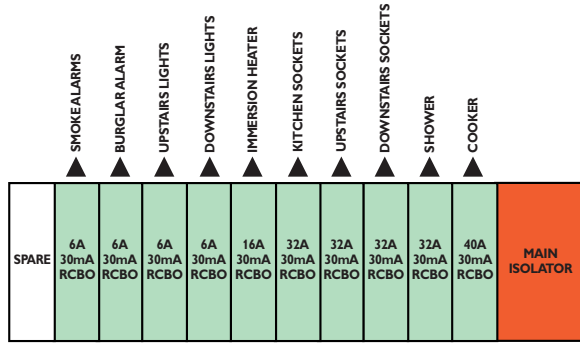 SMOKE ALARMS
BURGLAR ALARM
UPSTAIRS LIGHTS
DOWNSTAIRS LIGHTS
IMMERSION HEATER
KITCHEN SOCKETS
UPSTAIRS SOCKETS
DOWNSTAIRS SOCKETS
SHOWER
COOKER
SPARE
6A
30mA
RCBO
6A
30mA
RCBO
6A
30mA
RCBO
6A
30mA
RCBO
16A
30mA
RCBO
32A
30mA
RCBO
32A
30mA
RCBO
32A
30mA
RCBO
32A
30mA
RCBO
40A
30mA
RCBO
MAIN
ISOLATOR